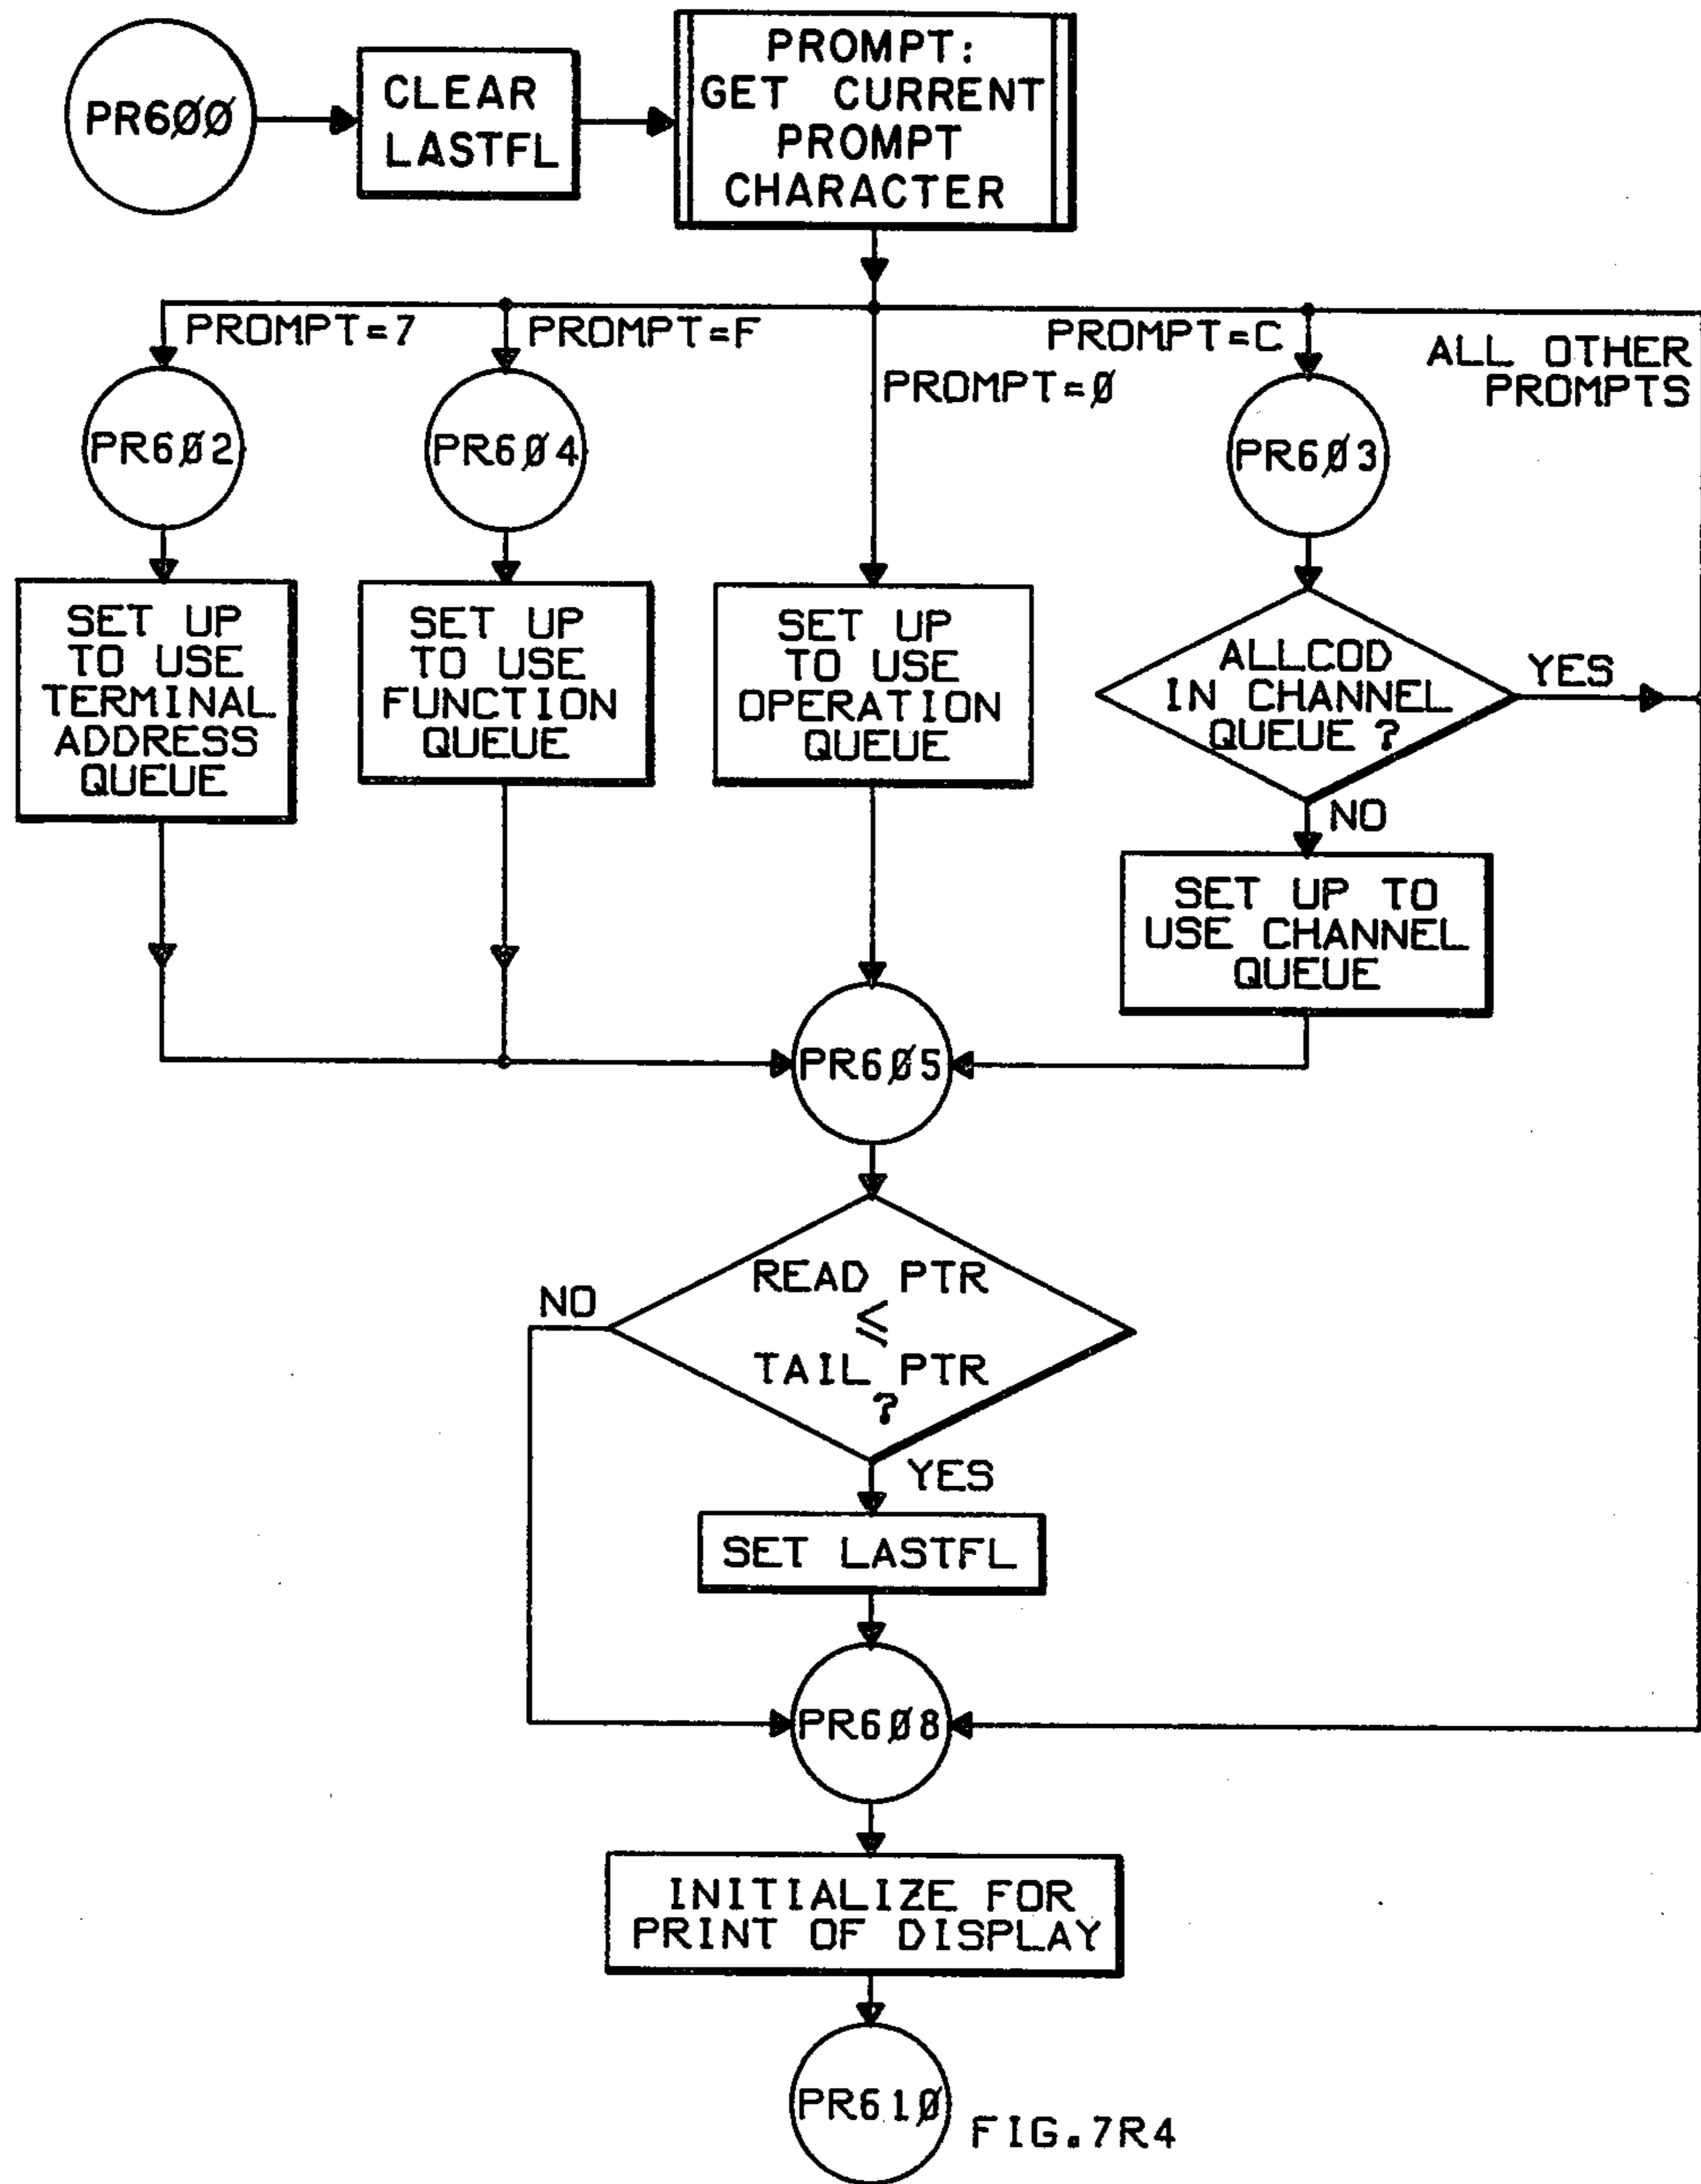 PR6ØØ
CLEAR
LASTFL
PROMPT:
GET CURRENT
PROMPT
CHARACTER
PROMPT=7
PROMPT=F
PROMPT=Ø
PROMPT=C
ALL OTHER
PROMPTS
PR6Ø2
PR6Ø4
PR6Ø3
SET UP
TO USE
TERMINAL
ADDRESS
QUEUE
SET UP
TO USE
FUNCTION
QUEUE
SET UP
TO USE
OPERATION
QUEUE
ALLCOD
IN CHANNEL
QUEUE ?
YES
NO
SET UP TO
USE CHANNEL
QUEUE
PR6Ø5
READ PTR
≤
TAIL PTR
?
NO
YES
SET LASTFL
PR6Ø8
INITIALIZE FOR
PRINT OF DISPLAY
PR61Ø
FIG.7R4